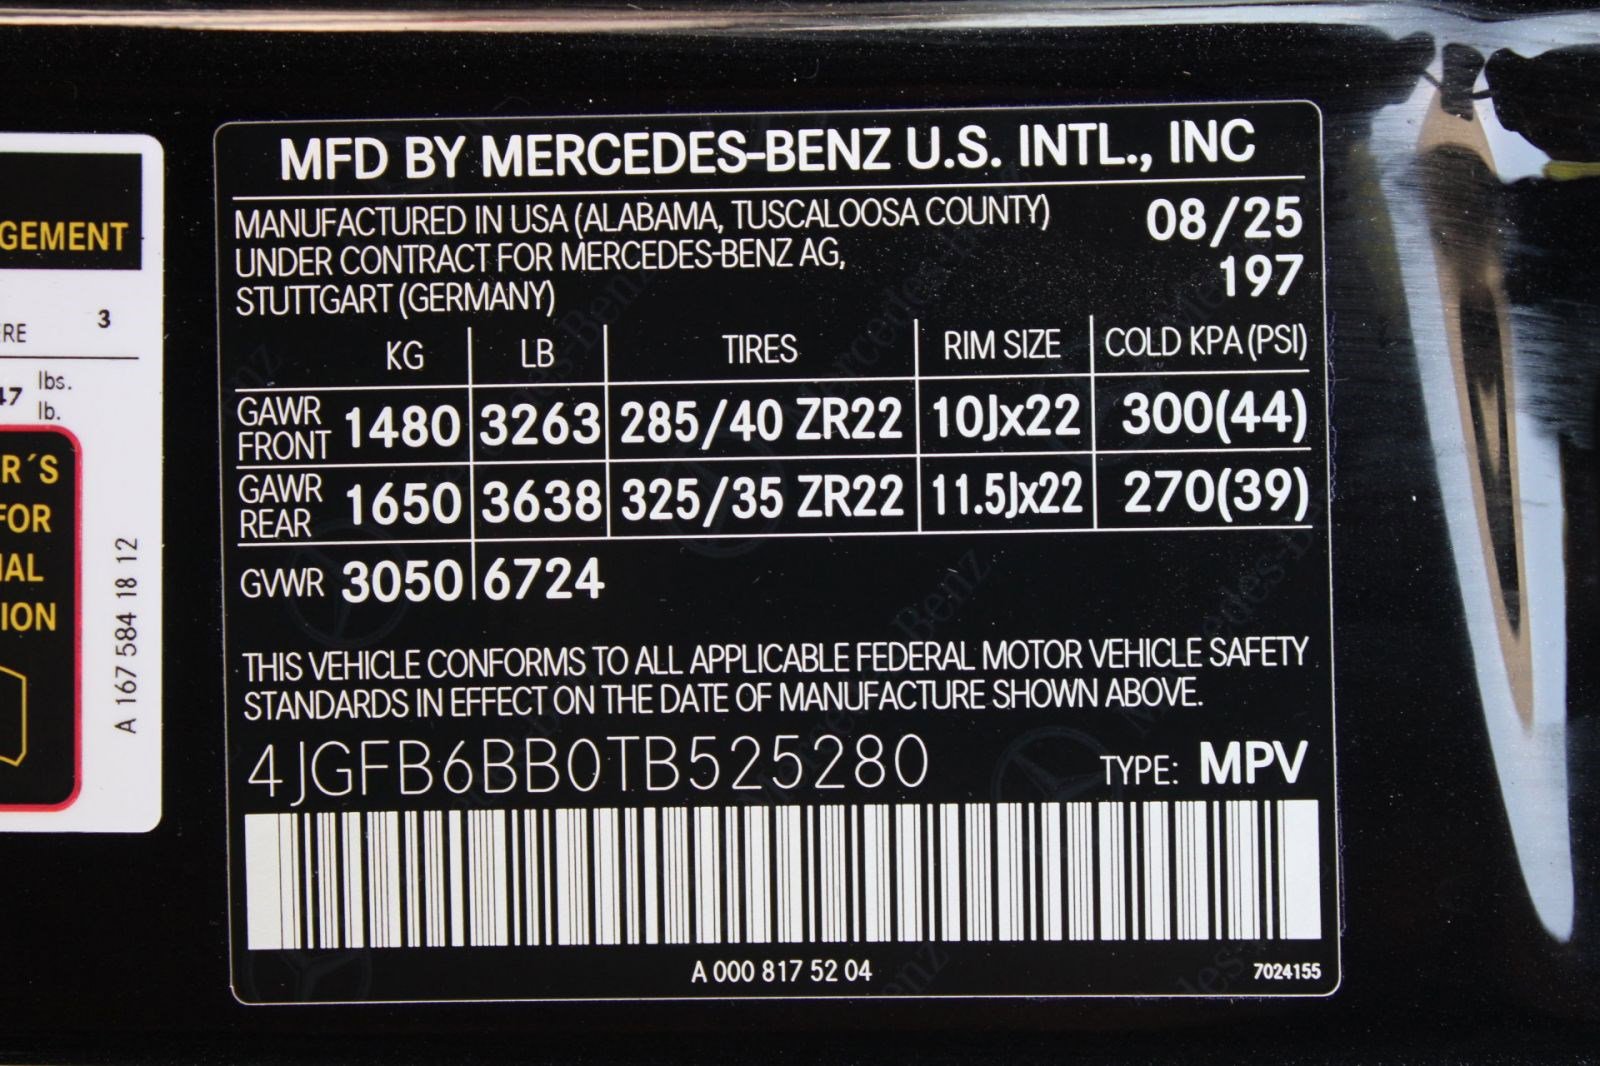 GEMENT
3
lbs.
lb.
A 167 584 18 12
MFD BY MERCEDES-BENZ U.S. INTL., INC
MANUFACTURED IN USA (ALABAMA, TUSCALOOSA COUNTY) 08/25
UNDER CONTRACT FOR MERCEDES-BENZ AG, 197
STUTTGART (GERMANY)
KG LB TIRES RIM SIZE COLD KPA (PSI)
GAWR FRONT 1480 3263 285/40 ZR22 10Jx22 300(44)
GAWR REAR 1650 3638 325/35 ZR22 11.5Jx22 270(39)
GVWR 3050 6724
THIS VEHICLE CONFORMS TO ALL APPLICABLE FEDERAL MOTOR VEHICLE SAFETY
STANDARDS IN EFFECT ON THE DATE OF MANUFACTURE SHOWN ABOVE.
4JGFB6BB0TB525280 TYPE: MPV
A 000 817 52 04 7024155